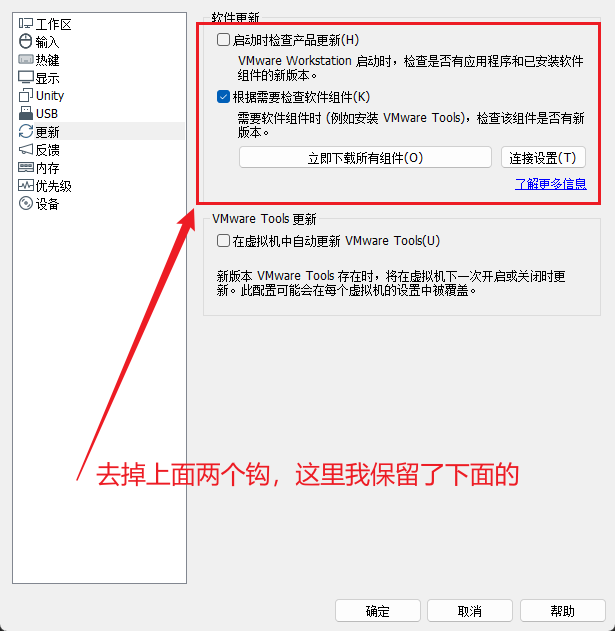 工作区
输入
热键
显示
Unity
USB
更新
反馈
内存
优先级
设备
软件更新
启动时检查产品更新(H)
VMware Workstation 启动时，检查是否有应用程序和已安装软件
组件的新版本。
根据需要检查软件组件(K)
需要软件组件时 (例如安装 VMware Tools)，检查该组件是否有新
版本。
立即下载所有组件(O)
连接设置(T)
了解更多信息
VMware Tools 更新
在虚拟机中自动更新 VMware Tools(U)
新版本 VMware Tools 存在时，将在虚拟机下一次开启或关闭时更
新。此配置可能会在每个虚拟机的设置中被覆盖。
去掉上面两个钩，这里我保留了下面的
确定
取消
帮助